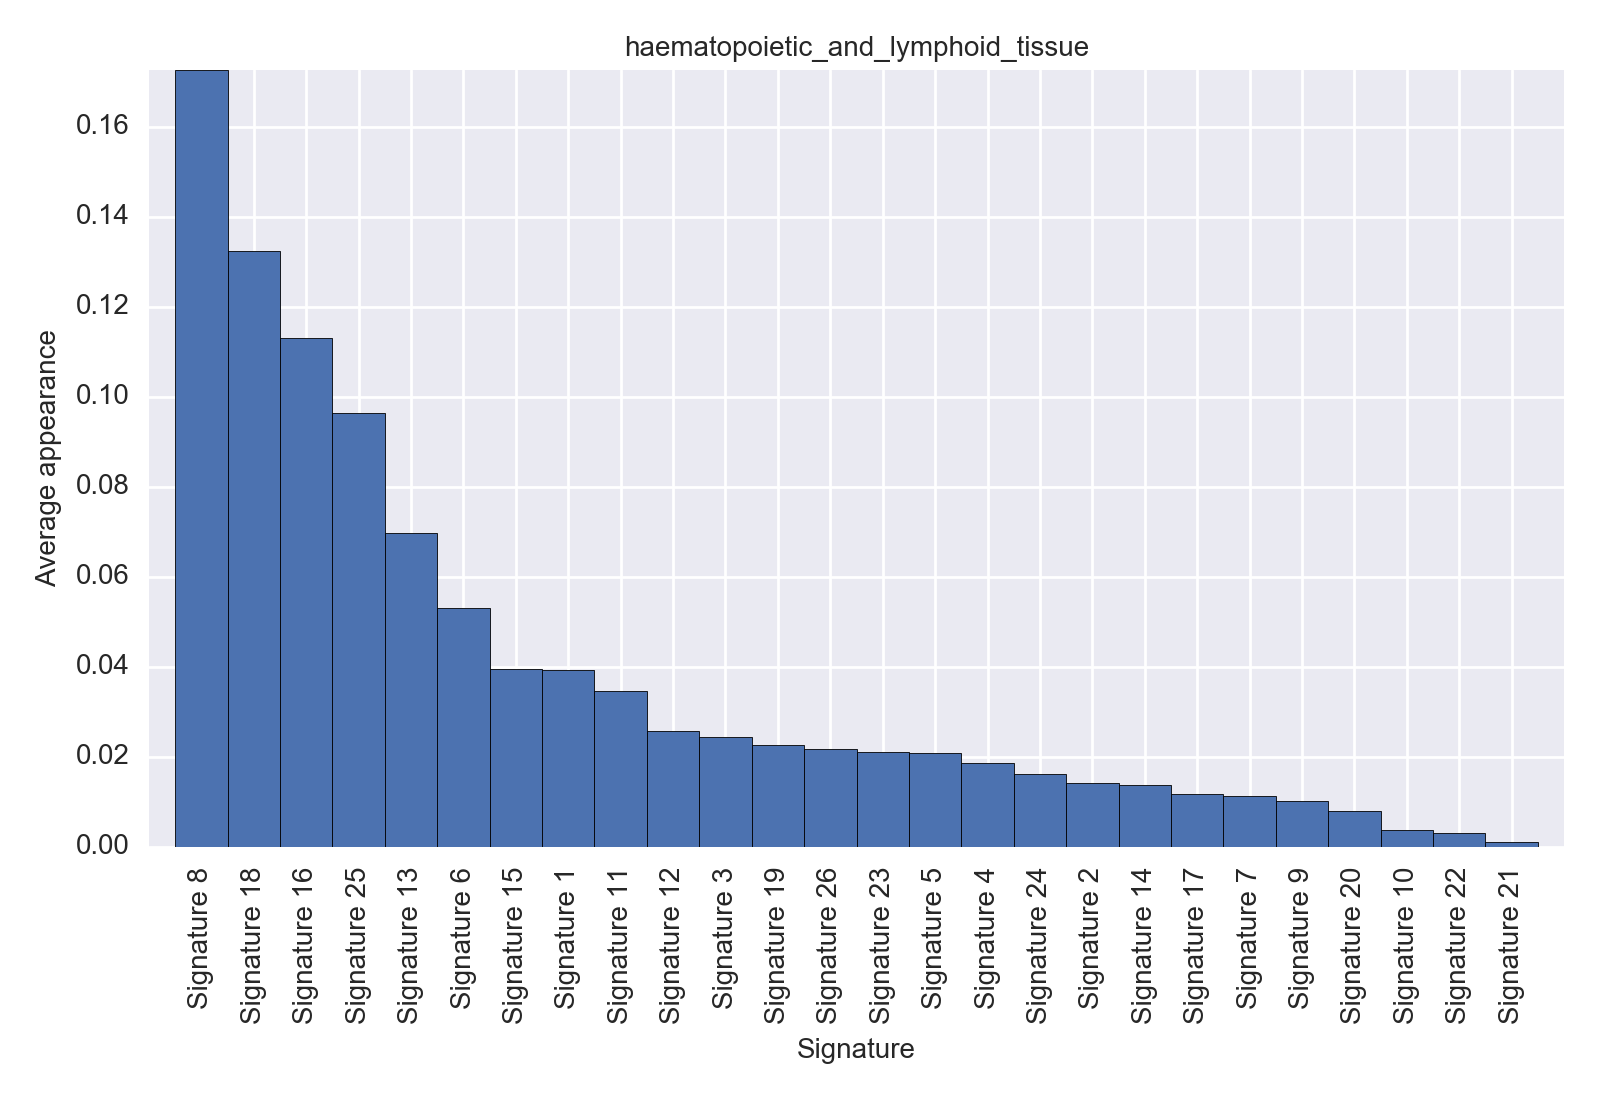 haematopoietic_and_lymphoid_tissue
Average appearance
0.16
0.14
0.12
0.10
0.08
0.06
0.04
0.02
0.00
Signature 8
Signature 18
Signature 16
Signature 25
Signature 13
Signature 6
Signature 15
Signature 1
Signature 11
Signature 12
Signature 3
Signature 19
Signature 26
Signature 23
Signature 5
Signature 4
Signature 24
Signature 2
Signature 14
Signature 17
Signature 7
Signature 9
Signature 20
Signature 10
Signature 22
Signature 21
Signature